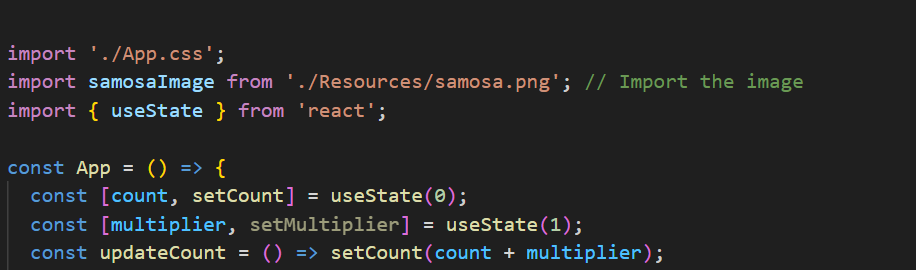 import './App.css';
import samosaImage from './Resources/samosa.png'; // Import the image
import { useState } from 'react';
const App = () => {
const [count, setCount] = useState(0);
const [multiplier, setMultiplier] = useState(1);
const updateCount = () => setCount(count + multiplier);